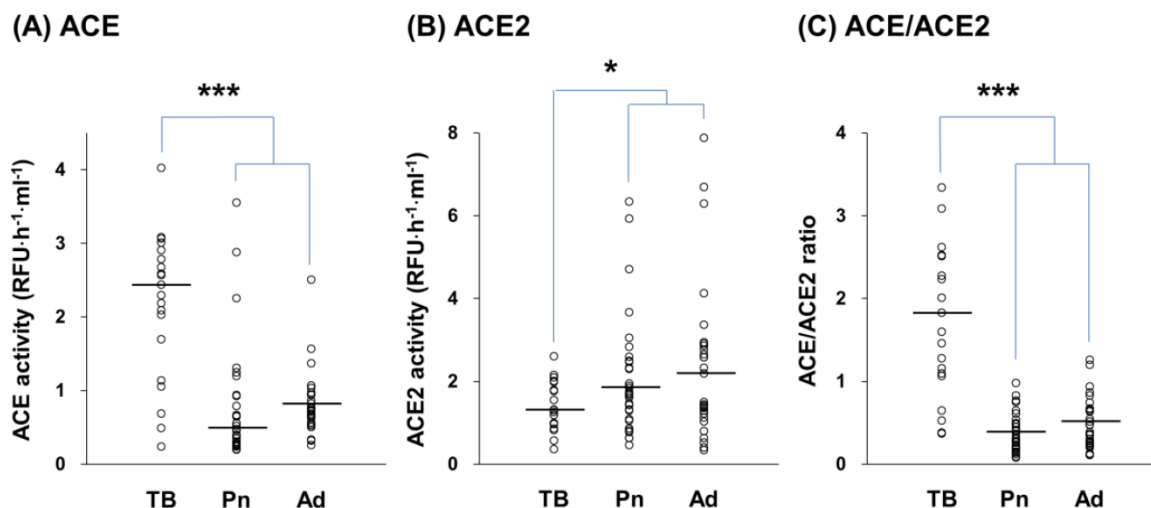 (A) ACE
(B) ACE2
(C) ACE/ACE2
***
*
***
ACE activity (RFU·h⁻¹·ml⁻¹)
4
3
2
1
0
TB Pn Ad
ACE2 activity (RFU·h⁻¹·ml⁻¹)
8
6
4
2
0
TB Pn Ad
ACE/ACE2 ratio
4
3
2
1
0
TB Pn Ad